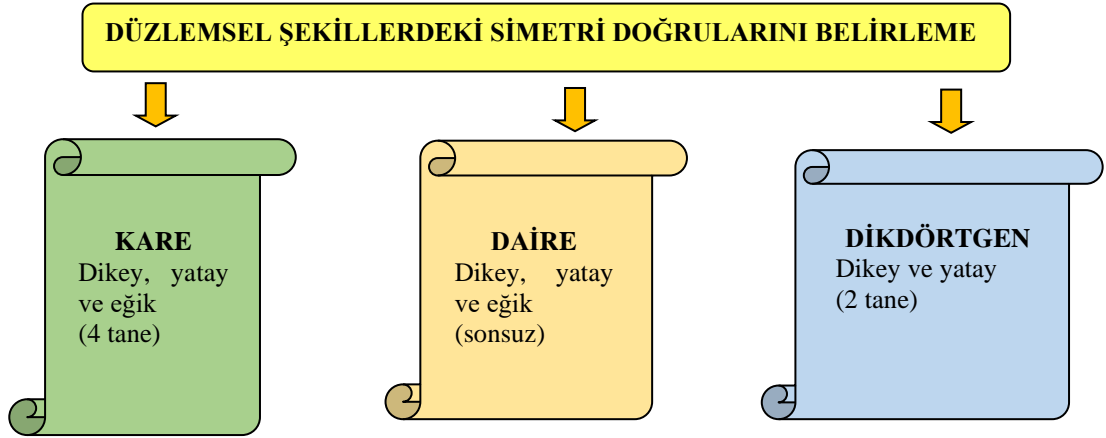 DÜZLEMSEL ŞEKİLLERDEKİ SİMETRİ DOĞRULARINI BELİRLEME
KARE
Dikey, yatay
ve eğik
(4 tane)
DAİRE
Dikey, yatay
ve eğik
(sonsuz)
DİKDÖRTGEN
Dikey ve yatay
(2 tane)